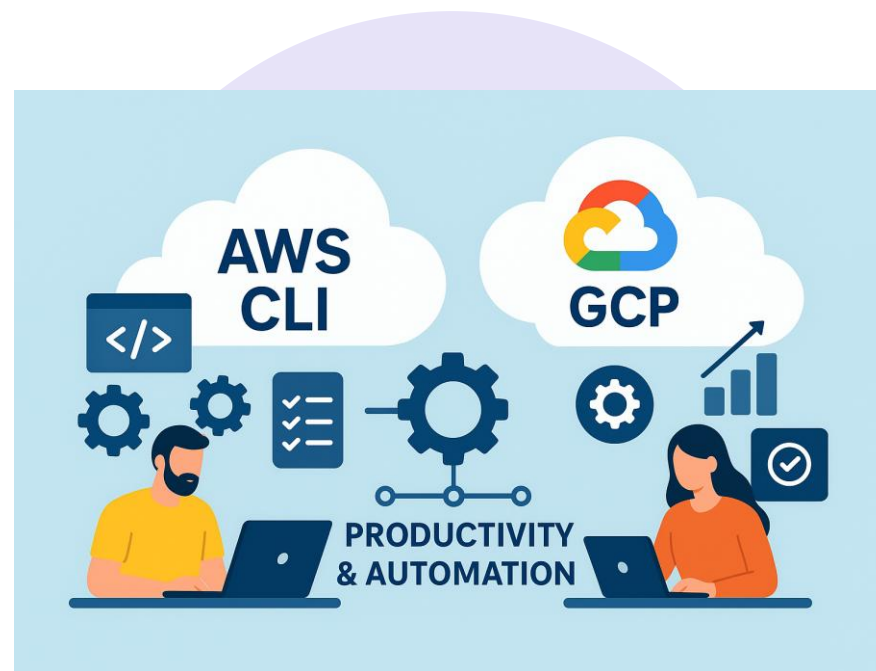 AWS
CLI
GCP
</>
PRODUCTIVITY
& AUTOMATION